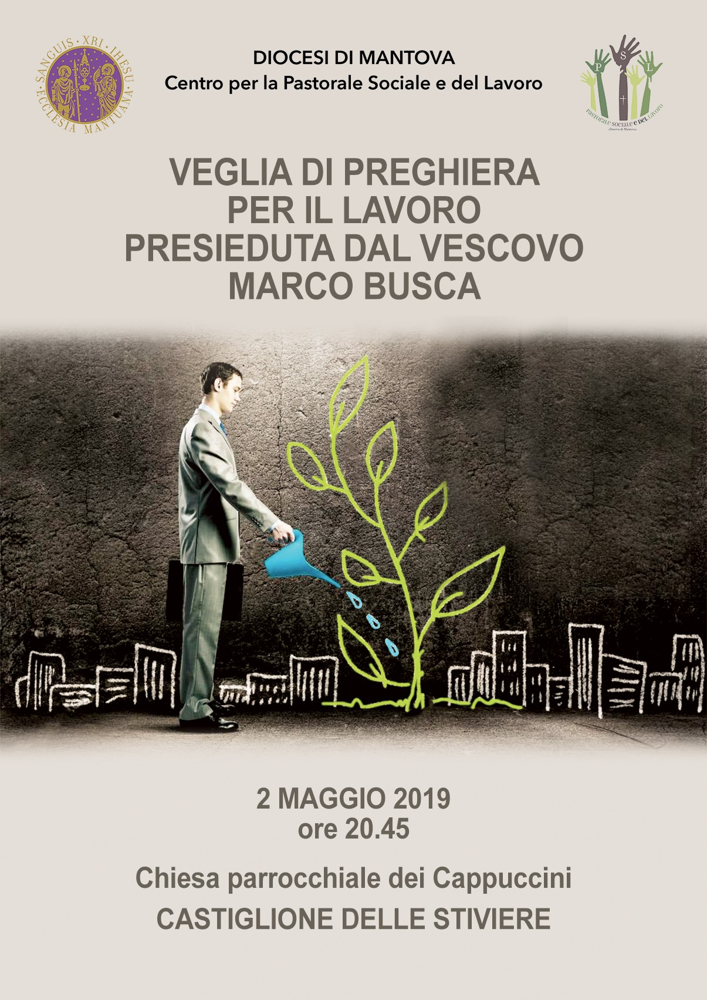 SANGUIS · XRI · IHESU ·
ECCLESIA MANTUANA
DIOCESI DI MANTOVA
Centro per la Pastorale Sociale e del Lavoro
P S L
PASTORALE SOCIALE E DEL LAVORO
-Diocesi di Mantova-
VEGLIA DI PREGHIERA
PER IL LAVORO
PRESIEDUTA DAL VESCOVO
MARCO BUSCA
2 MAGGIO 2019
ore 20.45
Chiesa parrocchiale dei Cappuccini
CASTIGLIONE DELLE STIVIERE